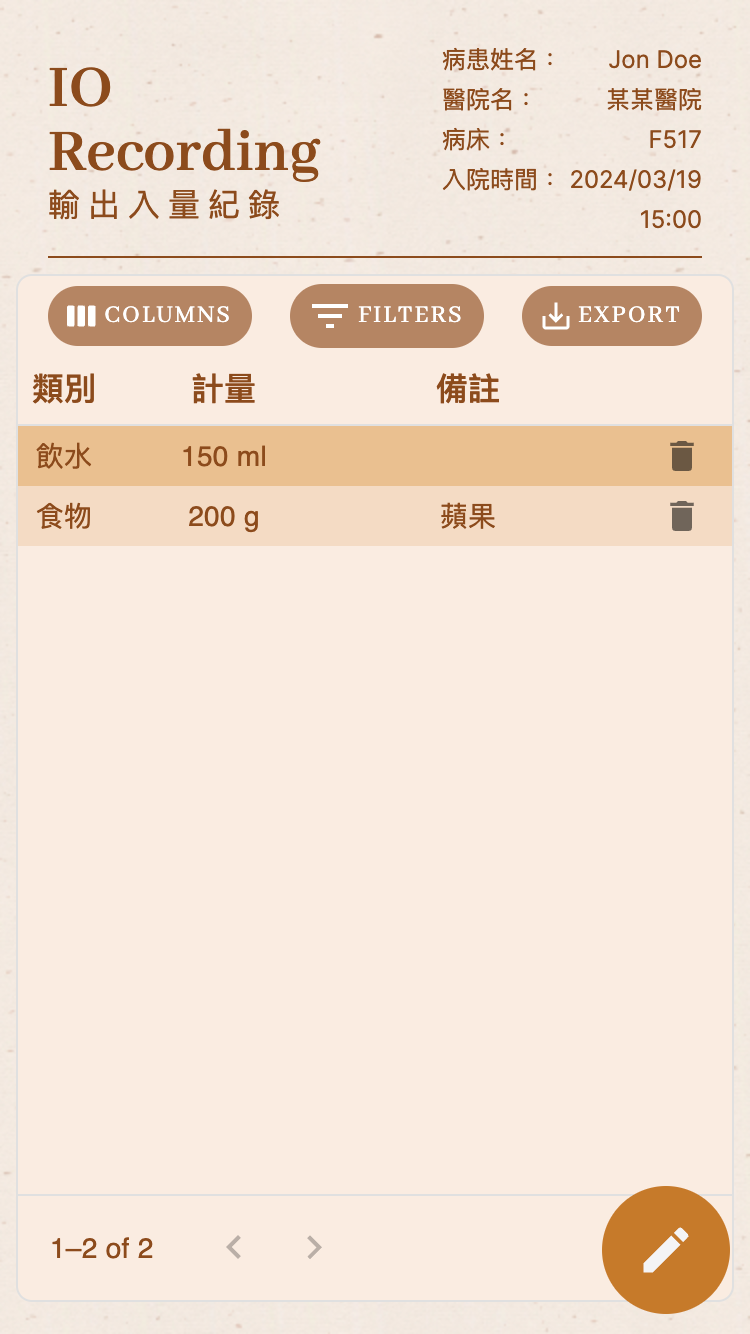 IO
Recording
輸出入量紀錄
病患姓名： Jon Doe
醫院名： 某某醫院
病床： F517
入院時間： 2024/03/19
15:00
COLUMNS FILTERS EXPORT
類別 計量 備註
飲水 150 ml
食物 200 g 蘋果
1–2 of 2